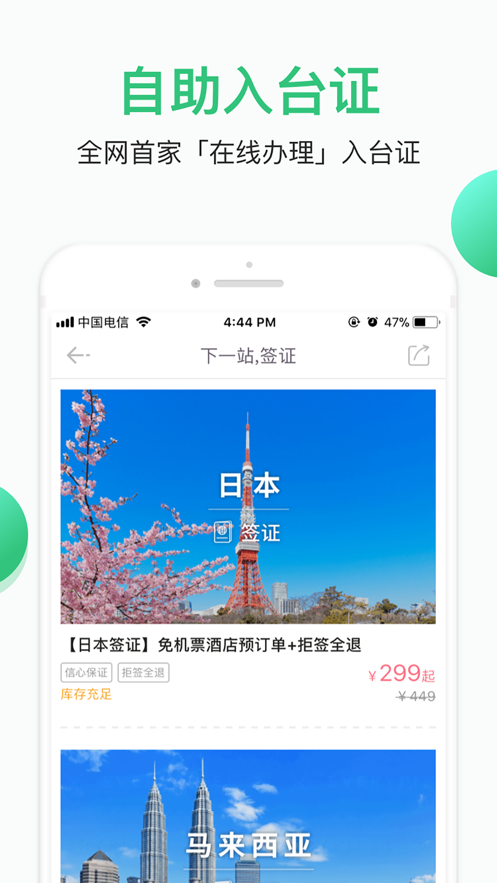 自助入台证
全网首家「在线办理」入台证
中国电信 4:44 PM 47%
下一站,签证
日本
签证
【日本签证】免机票酒店预订单+拒签全退
信心保证 拒签全退
¥299起
库存充足
¥449
马来西亚